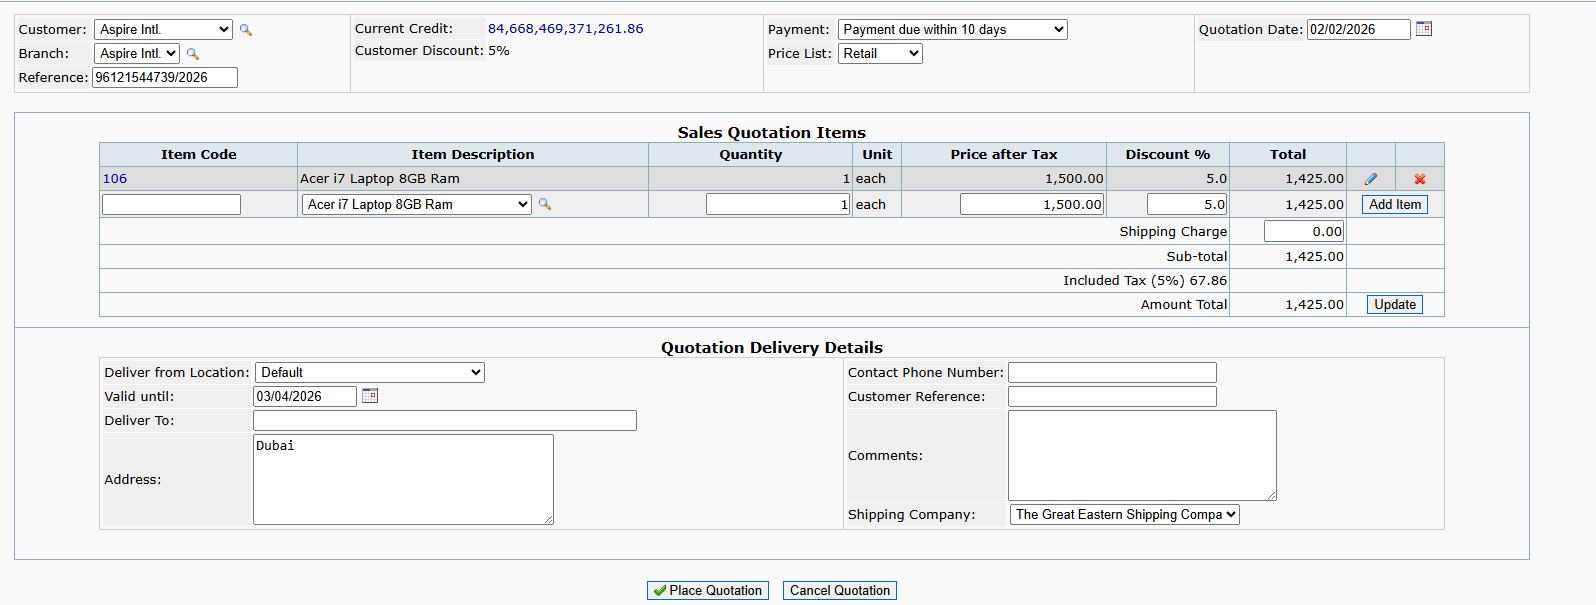 Customer: Aspire Intl. Current Credit: 84,668,469,371,261.86 Payment: Payment due within 10 days Quotation Date: 02/02/2026
Branch: Aspire Intl. Customer Discount: 5% Price List: Retail
Reference: 96121544739/2026
Sales Quotation Items
Item Code Item Description Quantity Unit Price after Tax Discount % Total
106 Acer i7 Laptop 8GB Ram 1 each 1,500.00 5.0 1,425.00
Acer i7 Laptop 8GB Ram 1 each 1,500.00 5.0 1,425.00 Add Item
Shipping Charge 0.00
Sub-total 1,425.00
Included Tax (5%) 67.86
Amount Total 1,425.00 Update
Quotation Delivery Details
Deliver from Location: Default Contact Phone Number:
Valid until: 03/04/2026 Customer Reference:
Deliver To:
Address: Dubai Comments:
Shipping Company: The Great Eastern Shipping Compa
Place Quotation Cancel Quotation